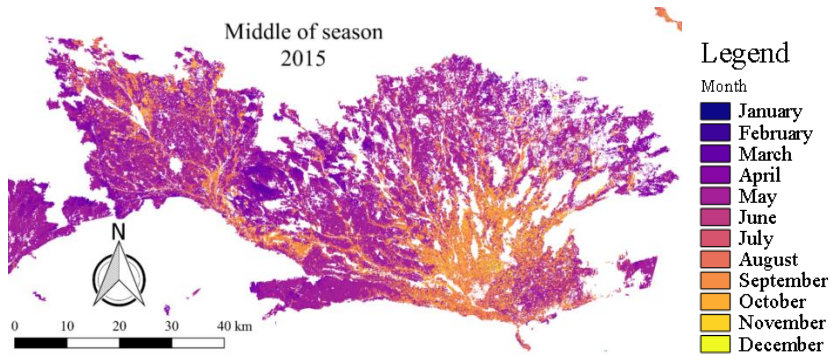 Middle of season
2015
Legend
Month
January
February
March
April
May
June
July
August
September
October
November
December
N
0 10 20 30 40 km